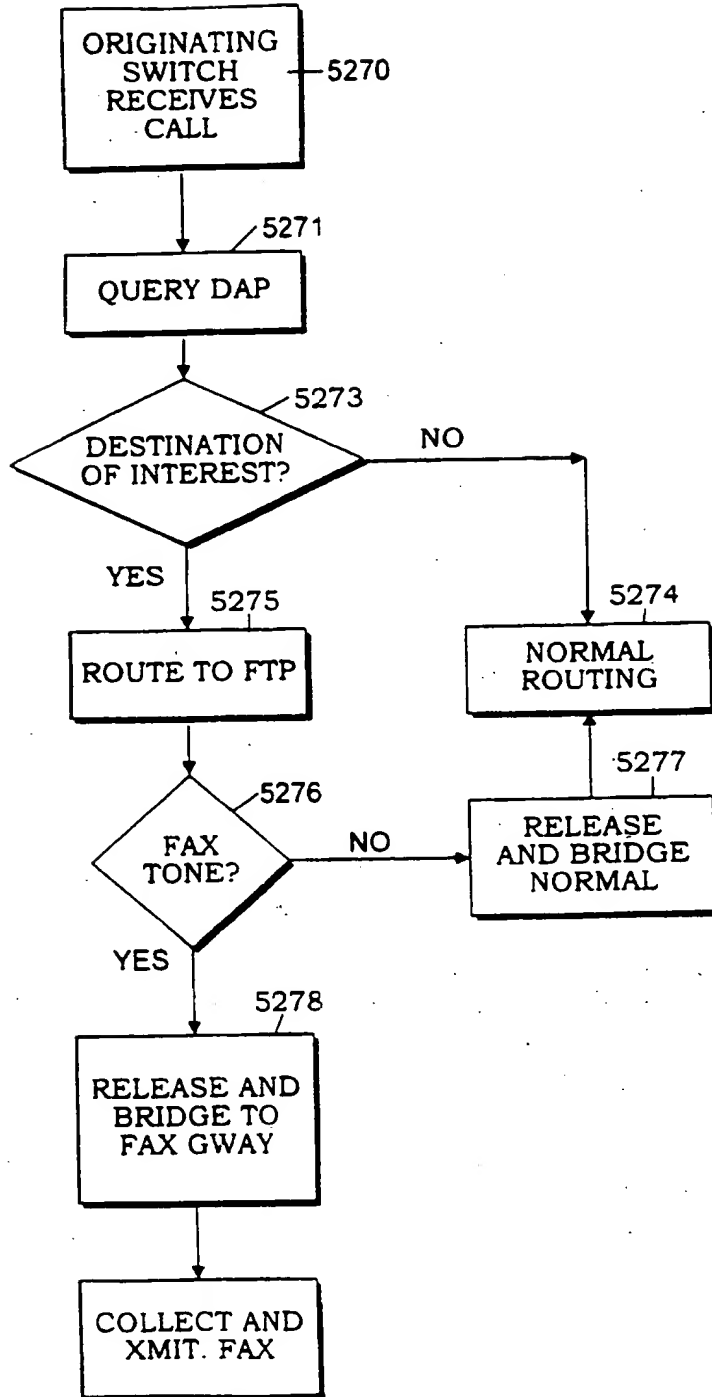 ORIGINATING
SWITCH
RECEIVES
CALL
5270
5271
QUERY DAP
5273
DESTINATION
OF INTEREST?
NO
YES
5275
ROUTE TO FTP
5274
NORMAL
ROUTING
5276
FAX
TONE?
NO
5277
RELEASE
AND BRIDGE
NORMAL
YES
5278
RELEASE AND
BRIDGE TO
FAX GWAY
COLLECT AND
XMIT. FAX